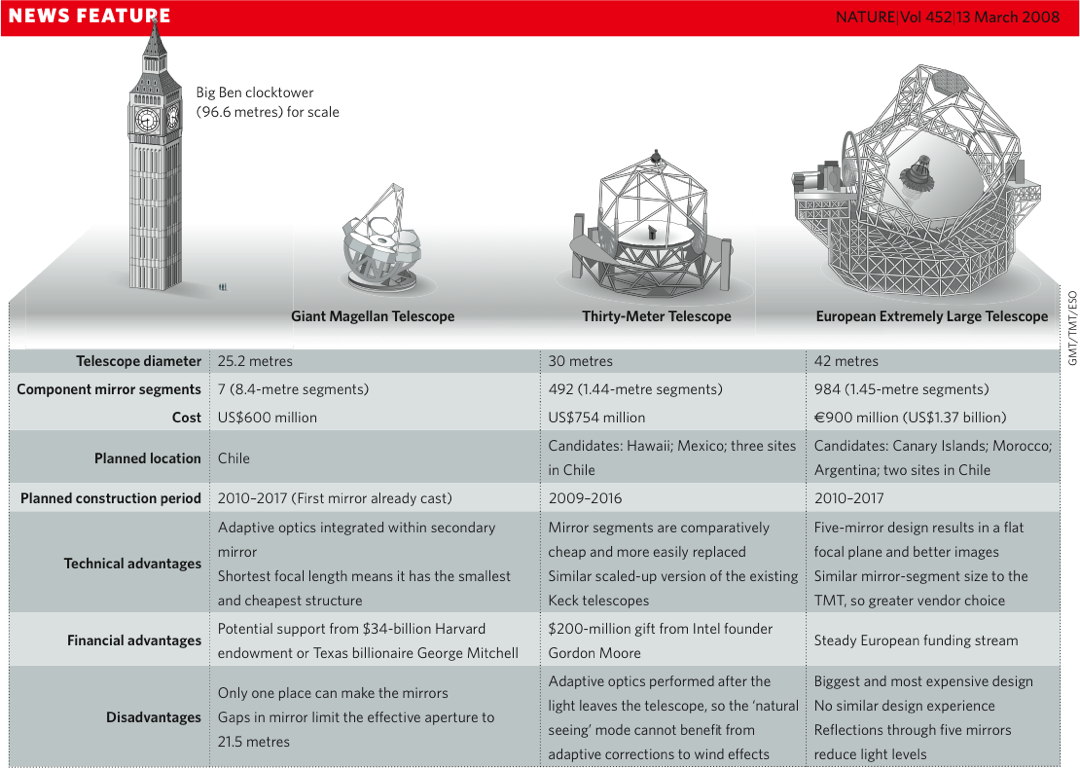 NEWS FEATURE
NATURE|Vol 452|13 March 2008
Big Ben clocktower
(96.6 metres) for scale
Giant Magellan Telescope
Thirty-Meter Telescope
European Extremely Large Telescope
GMT/TMT/ESO
Telescope diameter
25.2 metres
30 metres
42 metres
Component mirror segments
7 (8.4-metre segments)
492 (1.44-metre segments)
984 (1.45-metre segments)
Cost
US$600 million
US$754 million
€900 million (US$1.37 billion)
Planned location
Chile
Candidates: Hawaii; Mexico; three sites
in Chile
Candidates: Canary Islands; Morocco;
Argentina; two sites in Chile
Planned construction period
2010–2017 (First mirror already cast)
2009–2016
2010–2017
Technical advantages
Adaptive optics integrated within secondary
mirror
Shortest focal length means it has the smallest
and cheapest structure
Mirror segments are comparatively
cheap and more easily replaced
Similar scaled-up version of the existing
Keck telescopes
Five-mirror design results in a flat
focal plane and better images
Similar mirror-segment size to the
TMT, so greater vendor choice
Financial advantages
Potential support from $34-billion Harvard
endowment or Texas billionaire George Mitchell
$200-million gift from Intel founder
Gordon Moore
Steady European funding stream
Disadvantages
Only one place can make the mirrors
Gaps in mirror limit the effective aperture to
21.5 metres
Adaptive optics performed after the
light leaves the telescope, so the ‘natural
seeing’ mode cannot benefit from
adaptive corrections to wind effects
Biggest and most expensive design
No similar design experience
Reflections through five mirrors
reduce light levels